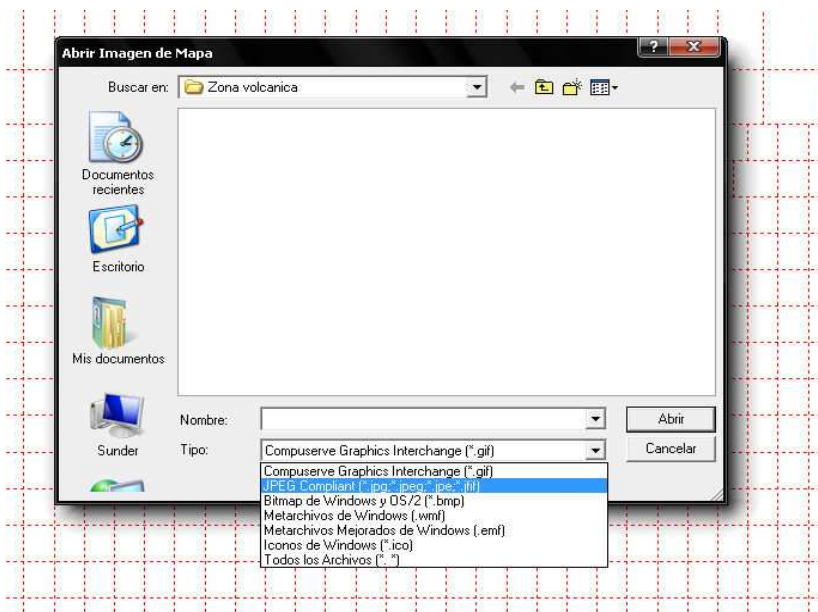 Abrir Imagen de Mapa
Buscar en: Zona volcanica
Documentos
recientes
Escritorio
Mis documentos
Sunder
Nombre:
Abrir
Tipo: Compuserve Graphics Interchange (*.gif)
Cancelar
Compuserve Graphics Interchange (*.gif)
JPEG Compliant (*.jpg;*.jpeg;*.jpe;*.jfif)
Bitmap de Windows y OS/2 (*.bmp)
Metarchivos de Windows (.wmf)
Metarchivos Mejorados de Windows (.emf)
Iconos de Windows (*.ico)
Todos los Archivos (*. *)